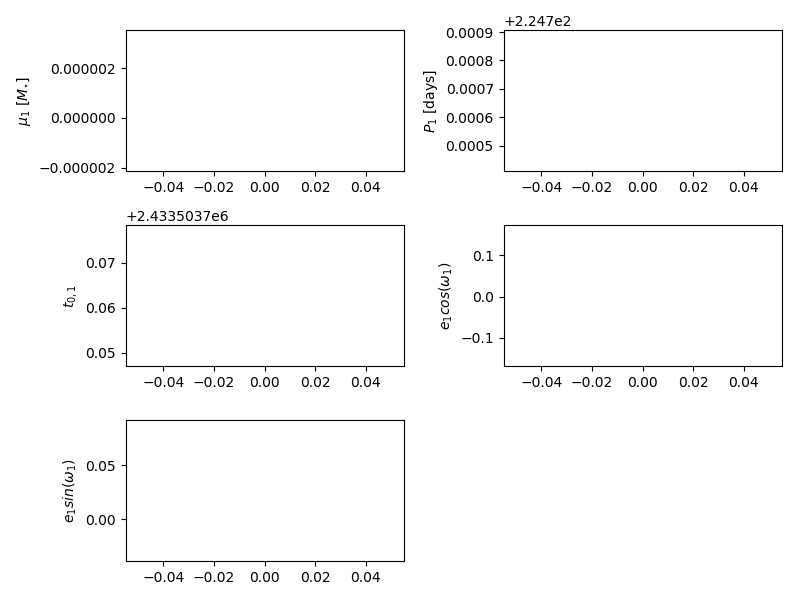 +2.247e2
μ₁ [M⋆]
0.000002
0.000000
−0.000002
−0.04 −0.02 0.00 0.02 0.04
P₁ [days]
0.0009
0.0008
0.0007
0.0006
0.0005
−0.04 −0.02 0.00 0.02 0.04
+2.4335037e6
t₀,₁
0.07
0.06
0.05
−0.04 −0.02 0.00 0.02 0.04
e₁cos(ω₁)
0.1
0.0
−0.1
−0.04 −0.02 0.00 0.02 0.04
e₁sin(ω₁)
0.05
0.00
−0.04 −0.02 0.00 0.02 0.04